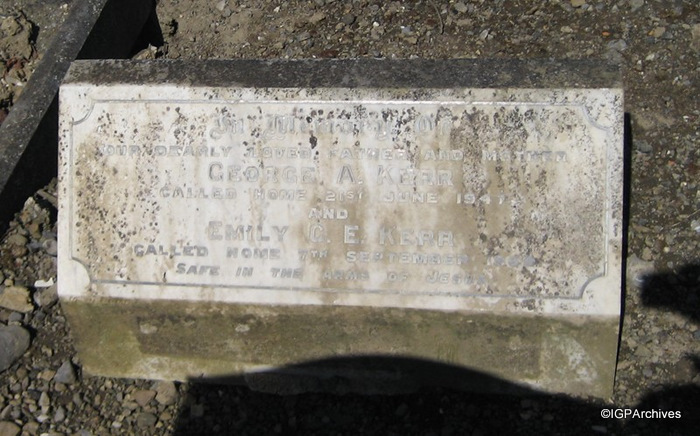 In Memory Of
OUR DEARLY LOVED FATHER AND MOTHER
GEORGE A. KERR
CALLED HOME 21ST JUNE 1947
AND
EMILY C. E. KERR
CALLED HOME 7TH SEPTEMBER
SAFE IN THE ARMS OF JESUS
©IGPArchives